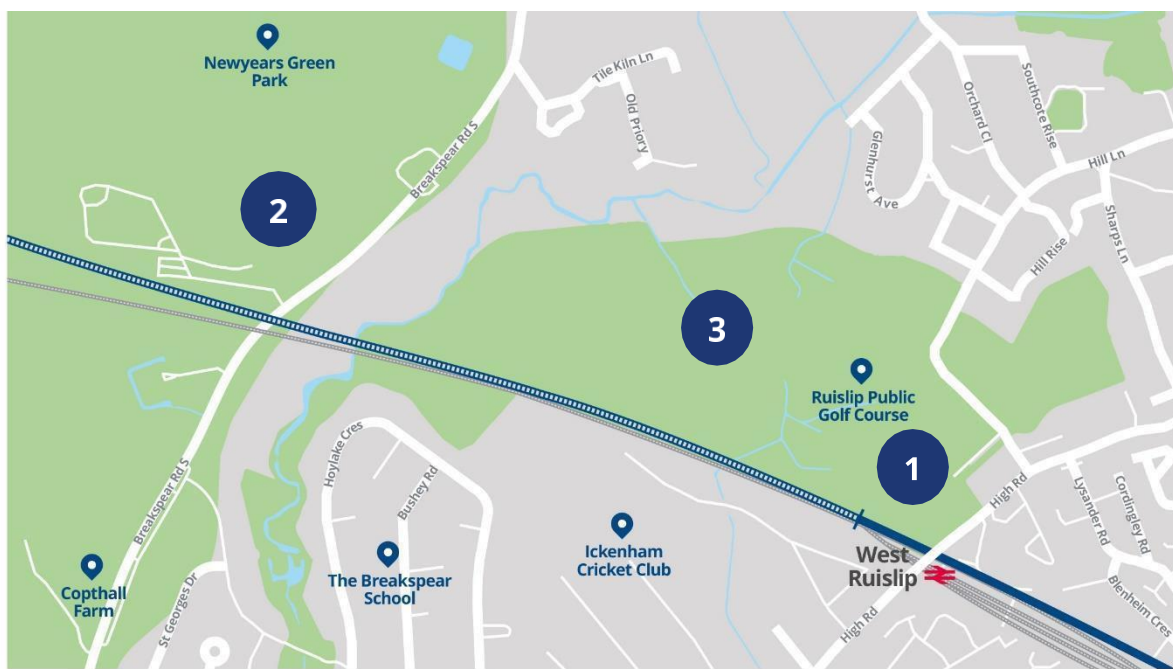 Newyears Green
Park
Tile Kiln Ln
Old Priory
Breakspear Rd S
Southcote Rise
Orchard Cl
Glenhurst Ave
Hill Ln
Sharps Ln
Hill Rise
2
3
Ruislip Public
Golf Course
1
High Rd
Lysander Rd
Cordingley Rd
Blenheim Cres
Hoylake Cres
Bushey Rd
Breakspear Rd S
Ickenham
Cricket Club
West
Ruislip
The Breakspear
School
Copthall
Farm
St Georges Dr
High Rd